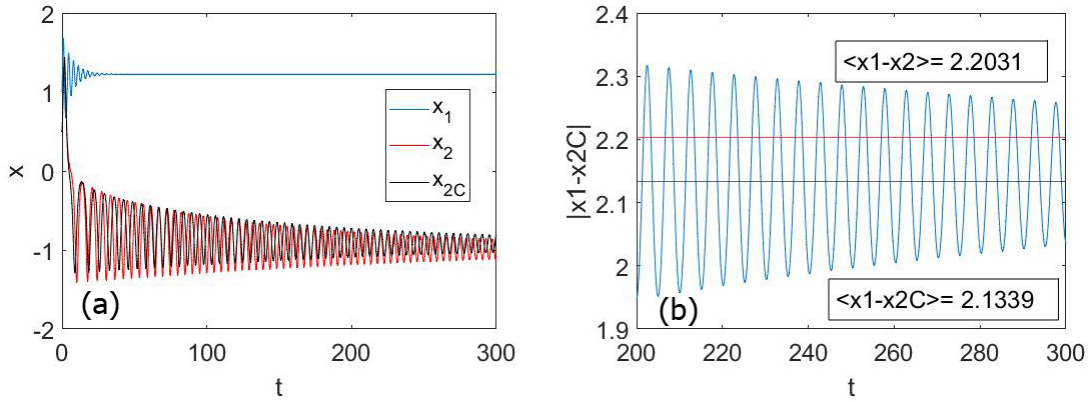 2
1
0
-1
-2
x
x1
x2
x2C
(a)
0 100 200 300
t
2.4
2.3
2.2
2.1
2
1.9
|x1-x2C|
<x1-x2>= 2.2031
<x1-x2C>= 2.1339
(b)
200 220 240 260 280 300
t